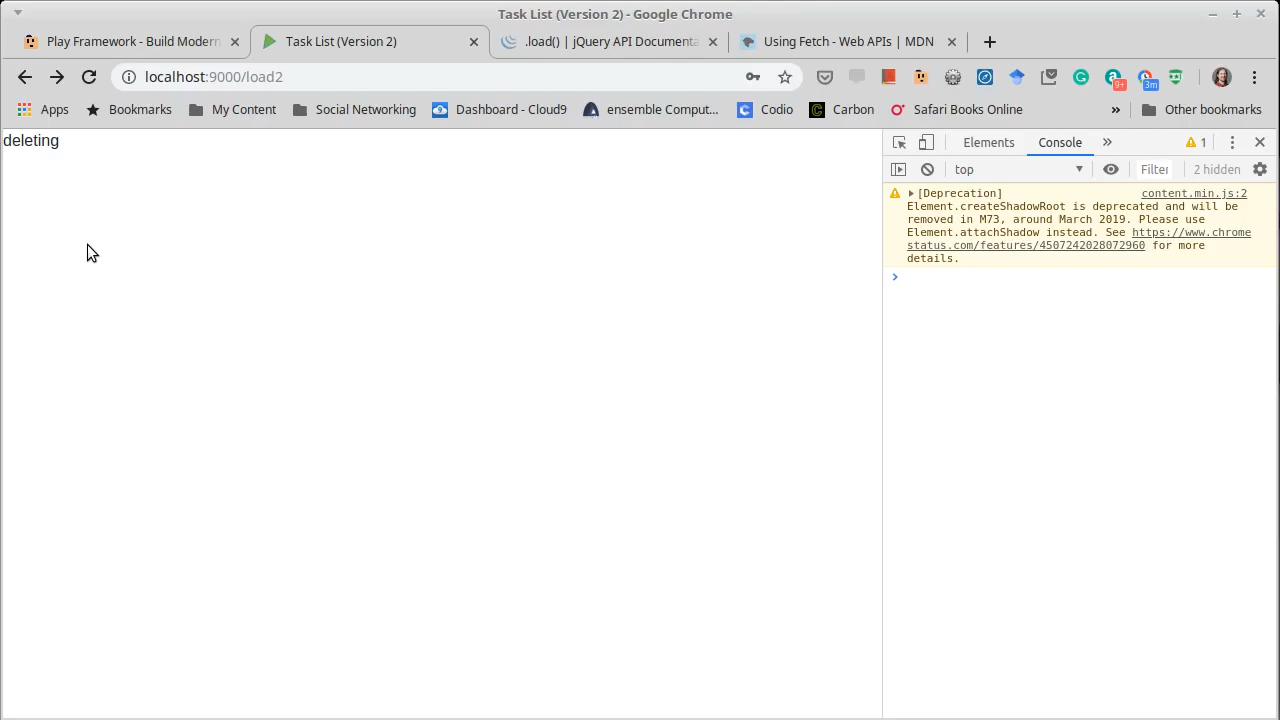 Task List (Version 2) - Google Chrome
Play Framework - Build Modern
Task List (Version 2)
.load() | jQuery API Documenta
Using Fetch - Web APIs | MDN
localhost:9000/load2
9+
3m
Apps
Bookmarks
My Content
Social Networking
Dashboard - Cloud9
ensemble Comput...
Codio
Carbon
Safari Books Online
»
Other bookmarks
deleting
Elements
Console
»
1
top
Filter
2 hidden
[Deprecation]
content.min.js:2
Element.createShadowRoot is deprecated and will be
removed in M73, around March 2019. Please use
Element.attachShadow instead. See https://www.chrome
status.com/features/4507242028072960 for more
details.